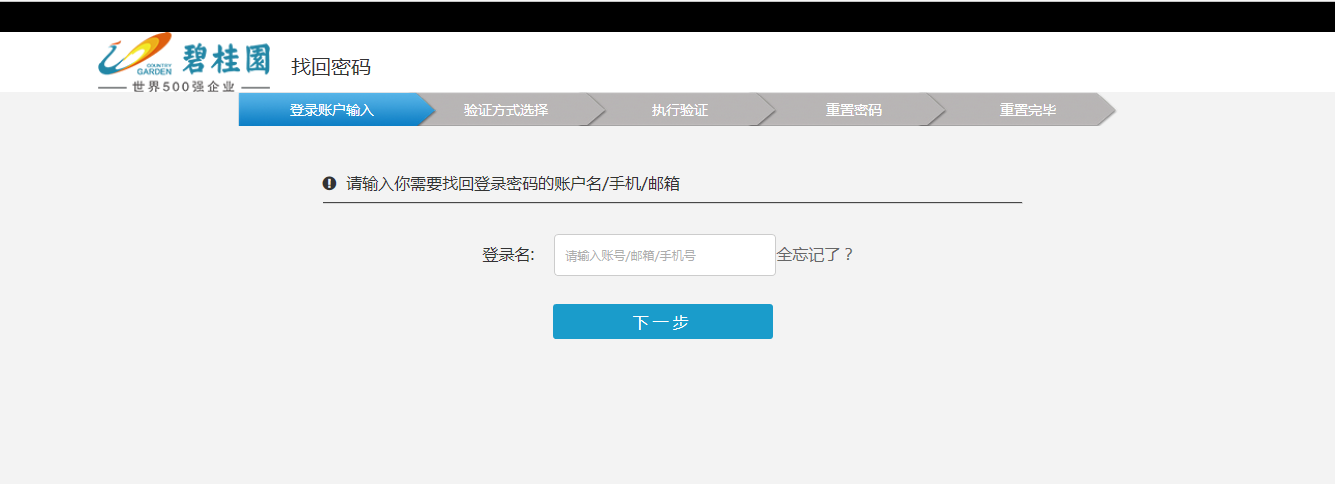 COUNTRY GARDEN 碧桂園
世界500强企业
找回密码
登录账户输入 验证方式选择 执行验证 重置密码 重置完毕
请输入你需要找回登录密码的账户名/手机/邮箱
登录名: 请输入账号/邮箱/手机号 全忘记了？
下一步